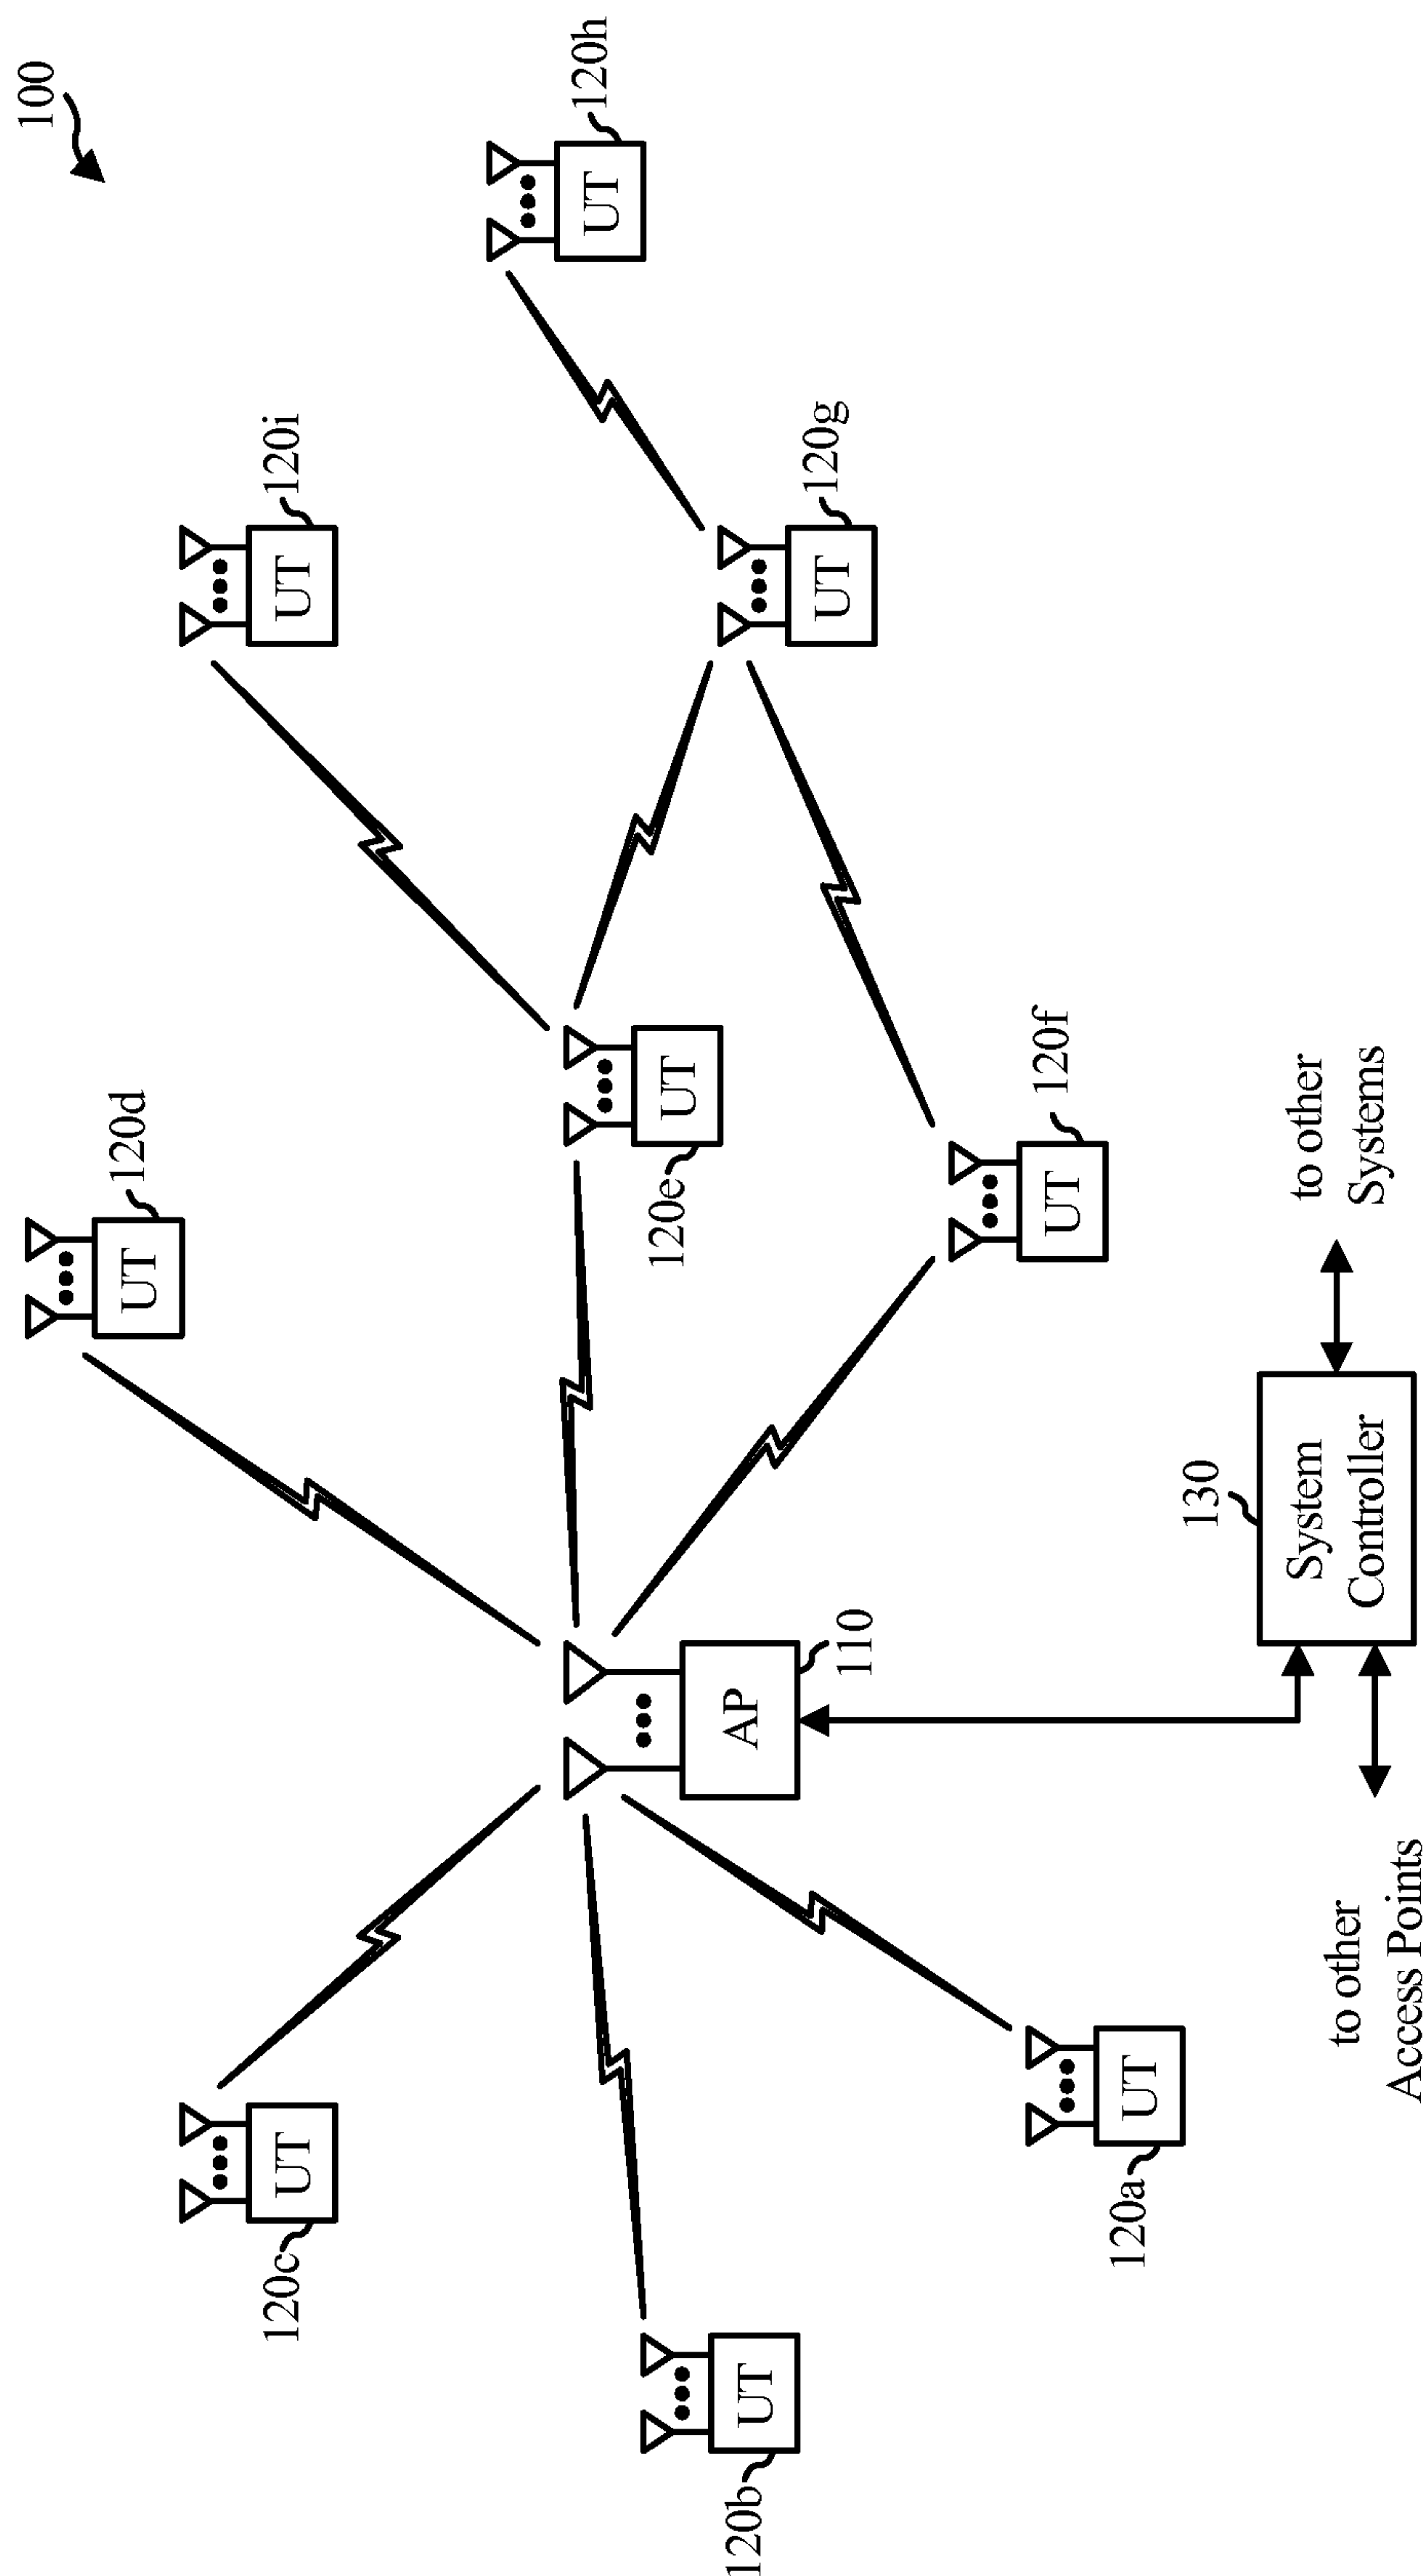 100
UT
120d
UT
120i
UT
120h
UT
120c
UT
120e
AP
110
UT
120g
UT
120b
UT
120f
UT
120a
130
System
Controller
to other
Systems
to other
Access Points